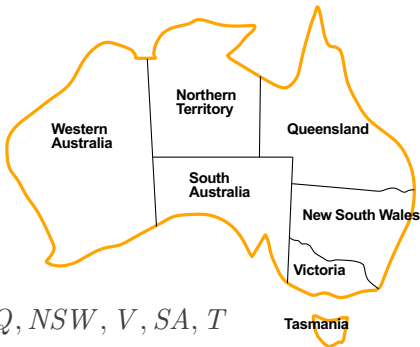 Northern
Territory
Western
Australia
Queensland
South
Australia
New South Wales
Victoria
Q, NSW, V, SA, T
Tasmania